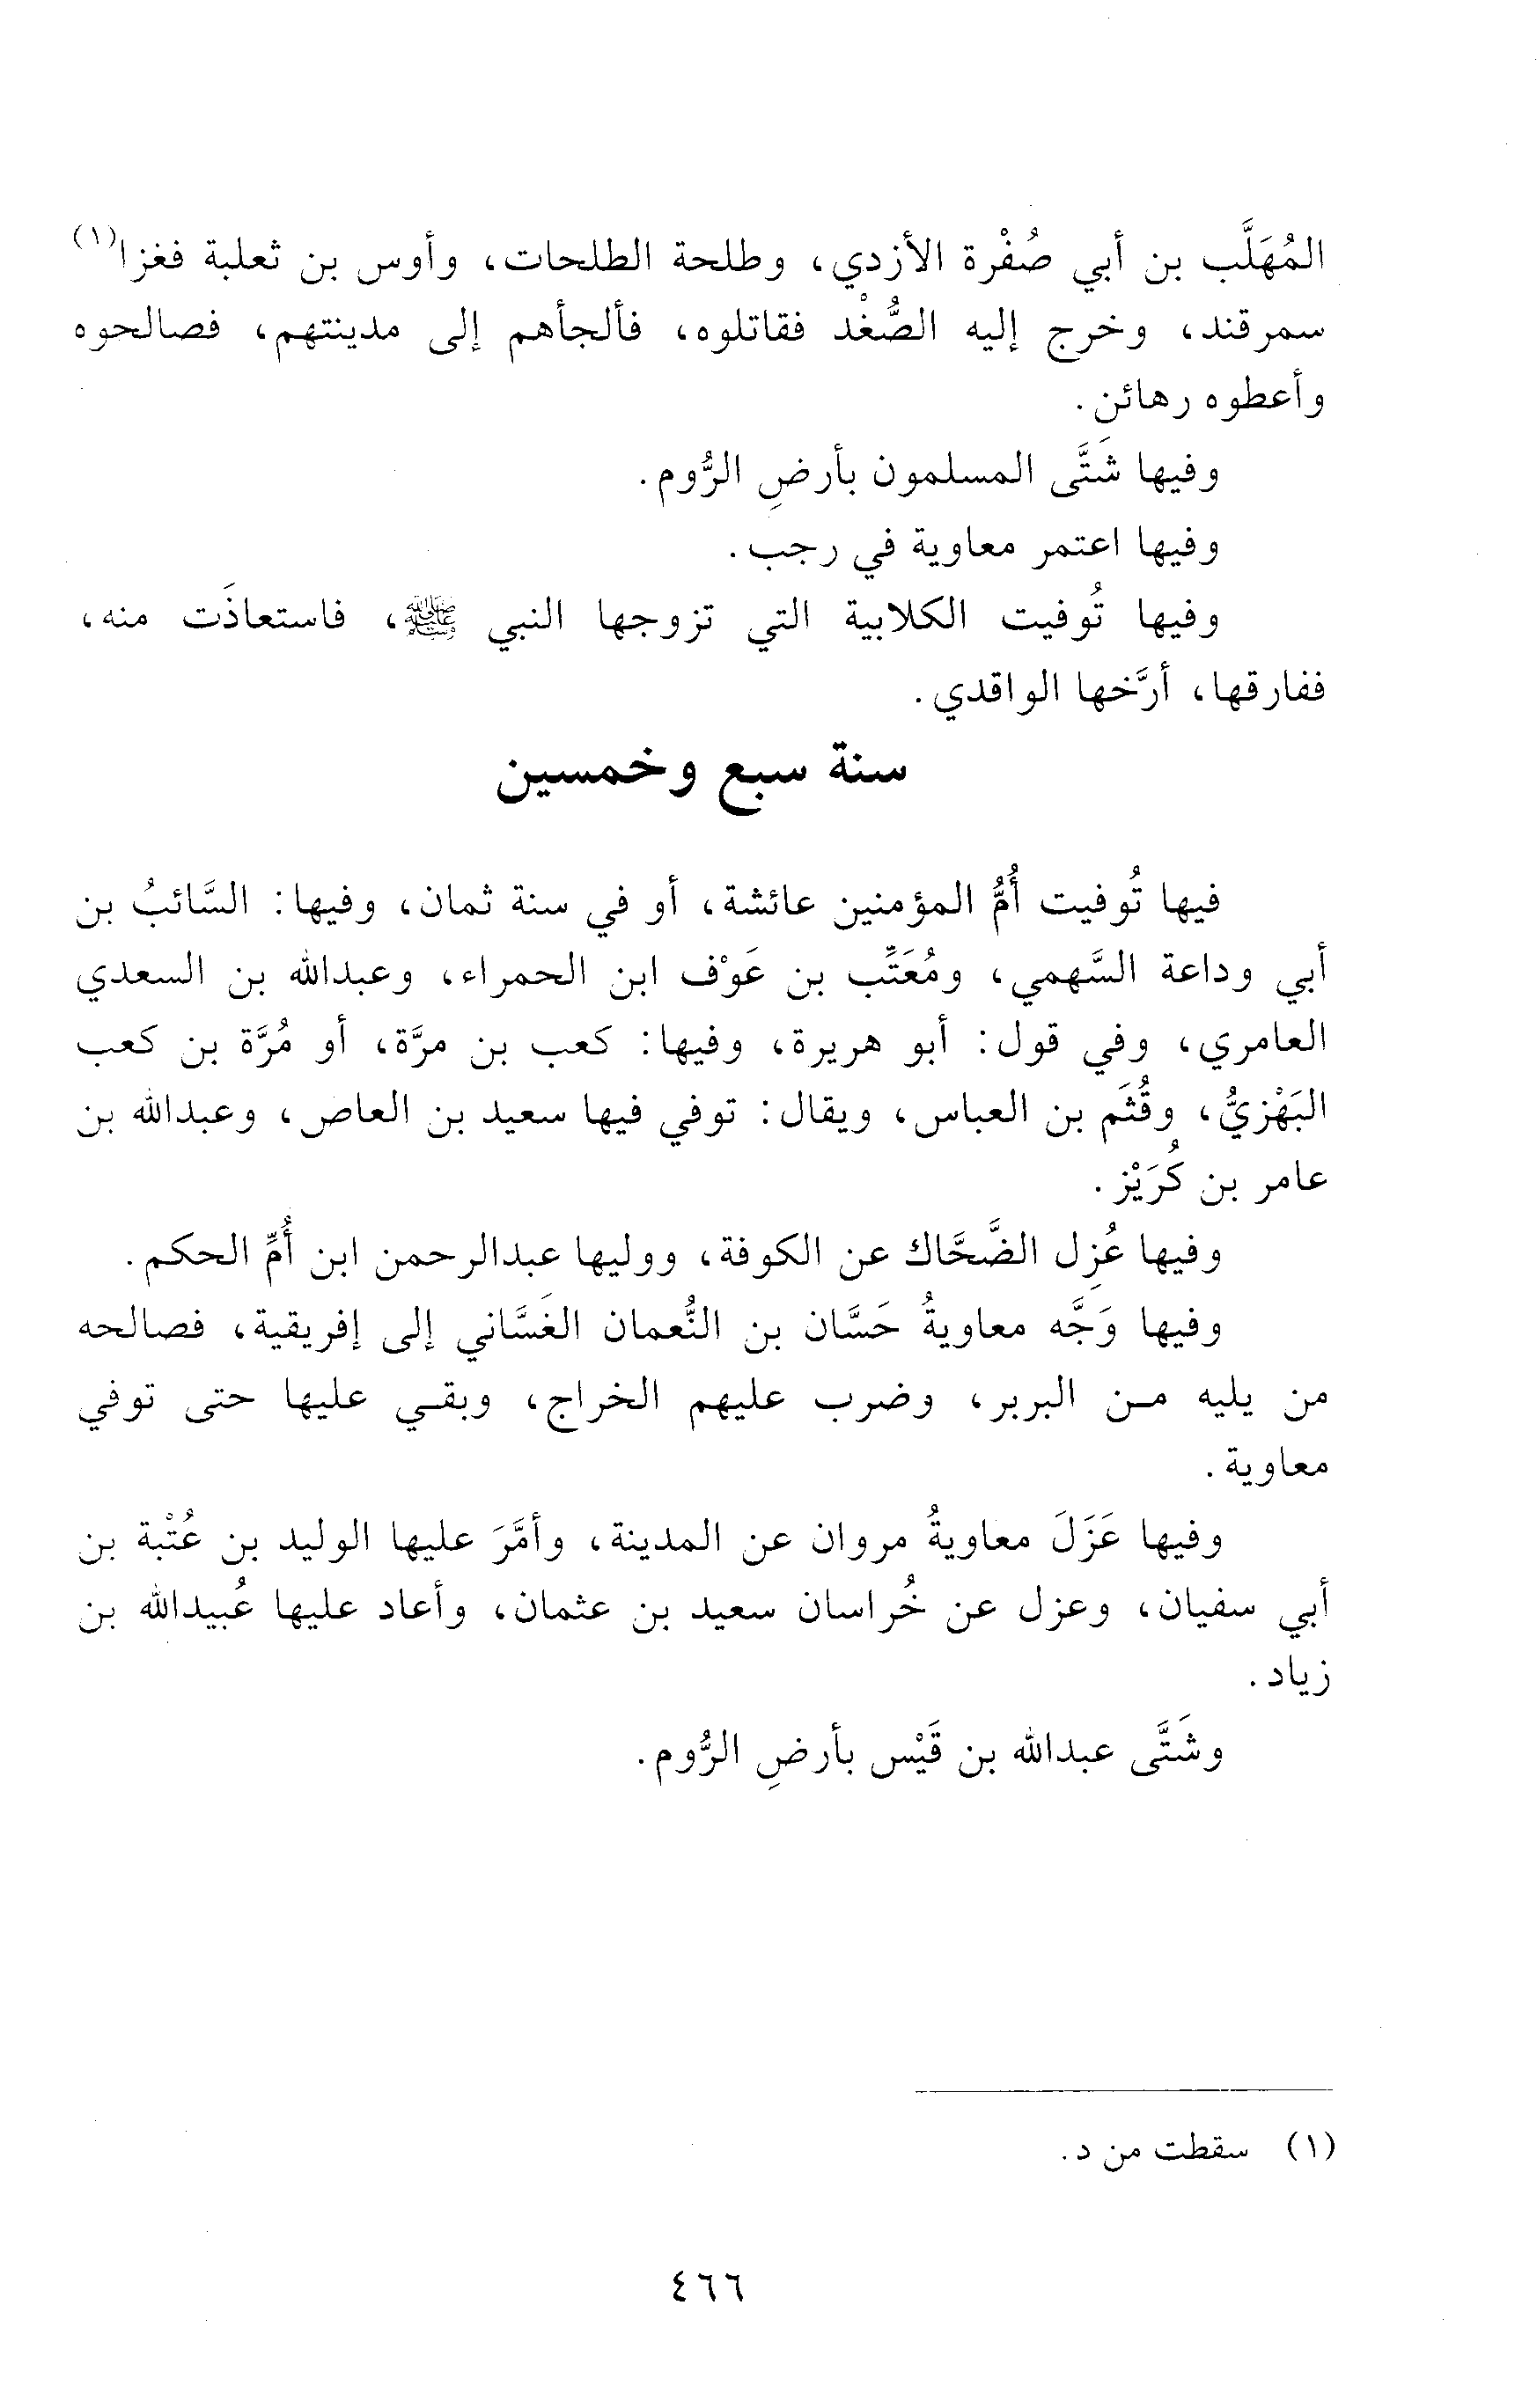 المُهَلَّب بن أبي صُفْرة الأزدي، وطلحة الطلحات، وأوس بن ثعلبة فغزا(١)
سمرقند، وخرج إليه الصُّغْد فقاتلوه، فألجأهم إلى مدينتهم، فصالحوه
وأعطوه رهائن.
وفيها شَتَّى المسلمون بأرضِ الرُّوم.
وفيها اعتمر معاوية في رجب.
وفيها تُوفيت الكلابية التي تزوجها النبي ﷺ، فاستعاذَت منه،
ففارقها، أرَّخها الواقدي.
سنة سبع وخمسين
فيها تُوفيت أُمُّ المؤمنين عائشة، أو في سنة ثمان، وفيها: السَّائبُ بن
أبي وداعة السَّهمي، ومُعَتِّب بن عَوْف ابن الحمراء، وعبدالله بن السعدي
العامري، وفي قول: أبو هريرة، وفيها: كعب بن مرَّة، أو مُرَّة بن كعب
البَهْزيُّ، وقُثَم بن العباس، ويقال: توفي فيها سعيد بن العاص، وعبدالله بن
عامر بن كُرَيْز.
وفيها عُزِل الضَّحَّاك عن الكوفة، ووليها عبدالرحمن ابن أُمِّ الحكم.
وفيها وَجَّه معاويةُ حَسَّان بن النُّعمان الغَسَّاني إلى إفريقية، فصالحه
من يليه مـن البربر، وضرب عليهم الخراج، وبقـي عليها حتى توفي
معاوية.
وفيها عَزَلَ معاويةُ مروان عن المدينة، وأمَّرَ عليها الوليد بن عُتْبة بن
أبي سفيان، وعزل عن خُراسان سعيد بن عثمان، وأعاد عليها عُبيدالله بن
زياد.
وشَتَّى عبدالله بن قَيْس بأرضِ الرُّوم.
(١) سقطت من د.
٤٦٦